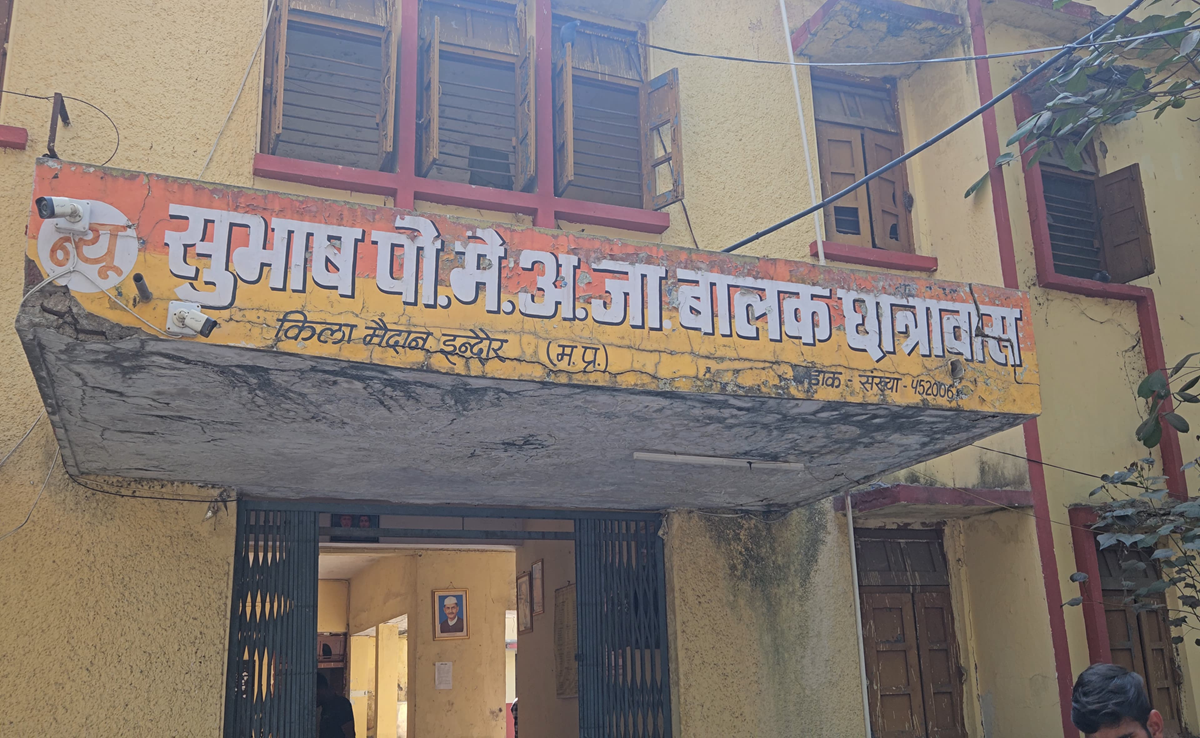 न्यू सुभाष पो.मै.अ.जा. बालक छात्रावास
किला मैदान इन्दौर (म.प्र.)
डाक - संख्या - 452006